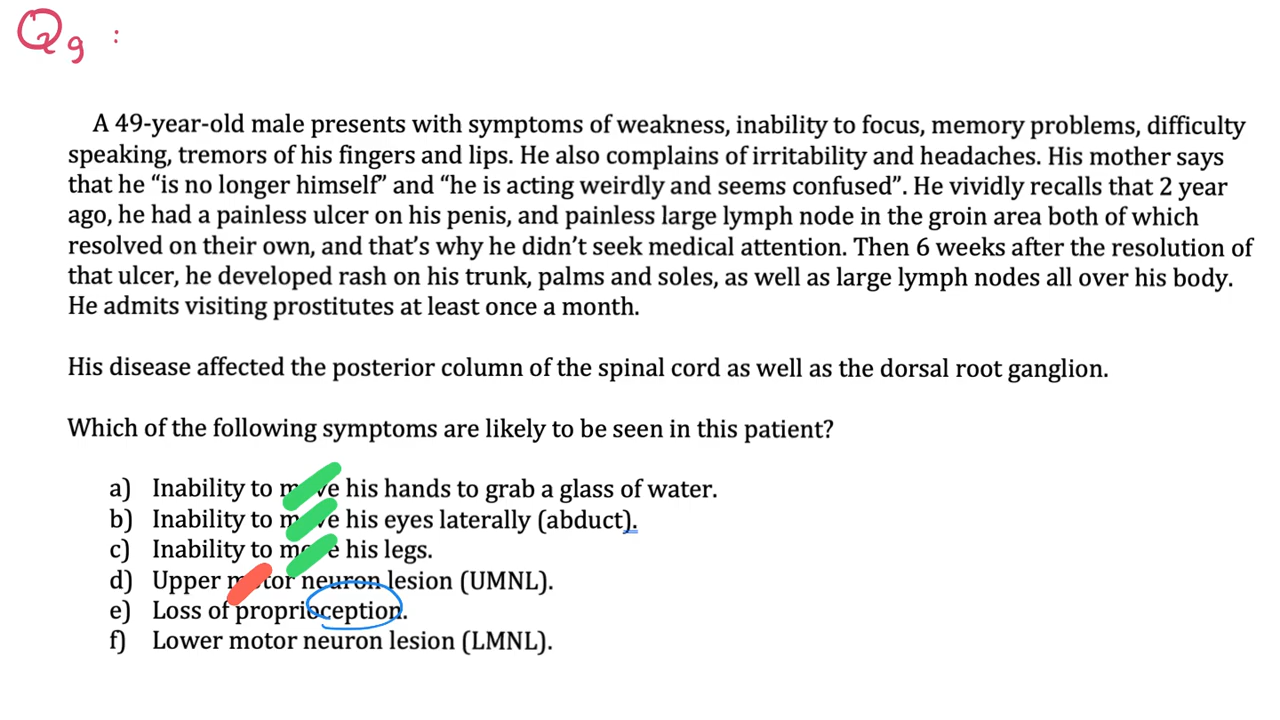 Q9 :
A 49-year-old male presents with symptoms of weakness, inability to focus, memory problems, difficulty
speaking, tremors of his fingers and lips. He also complains of irritability and headaches. His mother says
that he “is no longer himself” and “he is acting weirdly and seems confused”. He vividly recalls that 2 year
ago, he had a painless ulcer on his penis, and painless large lymph node in the groin area both of which
resolved on their own, and that’s why he didn’t seek medical attention. Then 6 weeks after the resolution of
that ulcer, he developed rash on his trunk, palms and soles, as well as large lymph nodes all over his body.
He admits visiting prostitutes at least once a month.
His disease affected the posterior column of the spinal cord as well as the dorsal root ganglion.
Which of the following symptoms are likely to be seen in this patient?
a) Inability to move his hands to grab a glass of water.
b) Inability to move his eyes laterally (abduct).
c) Inability to move his legs.
d) Upper motor neuron lesion (UMNL).
e) Loss of proprioception.
f) Lower motor neuron lesion (LMNL).